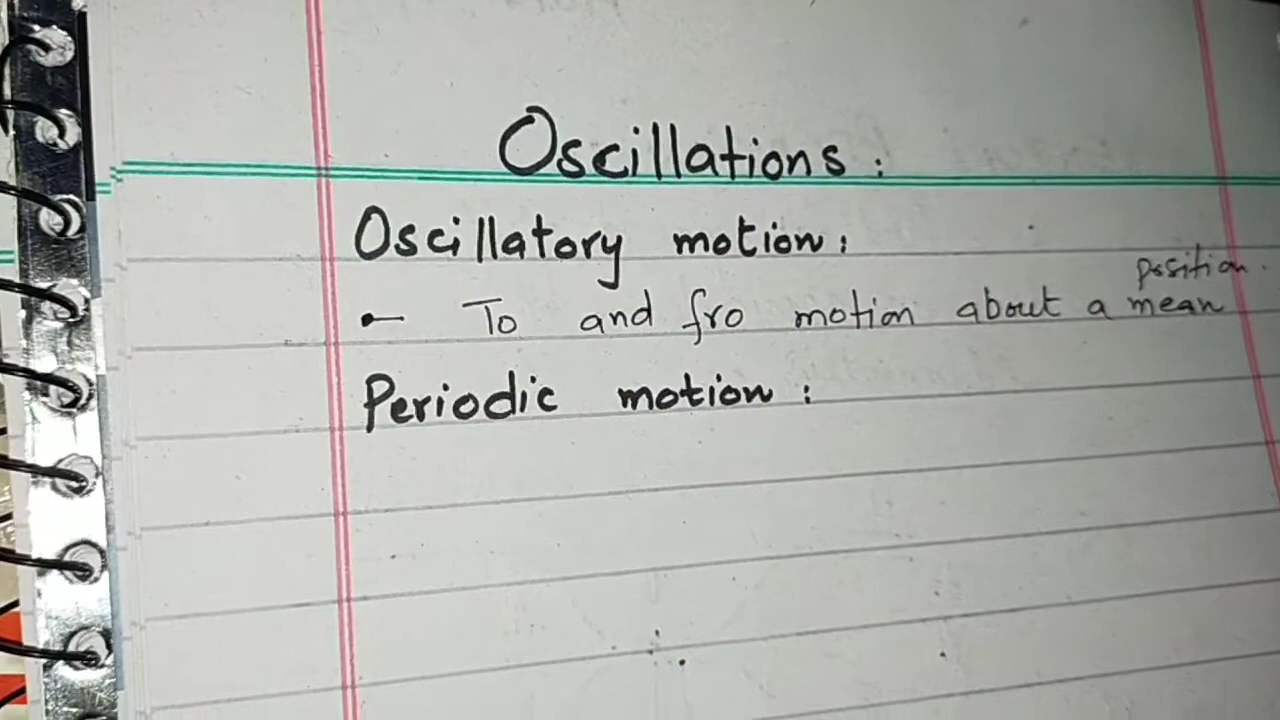 Oscillations :
Oscillatory motion :
- To and fro motion about a mean position.
Periodic motion :